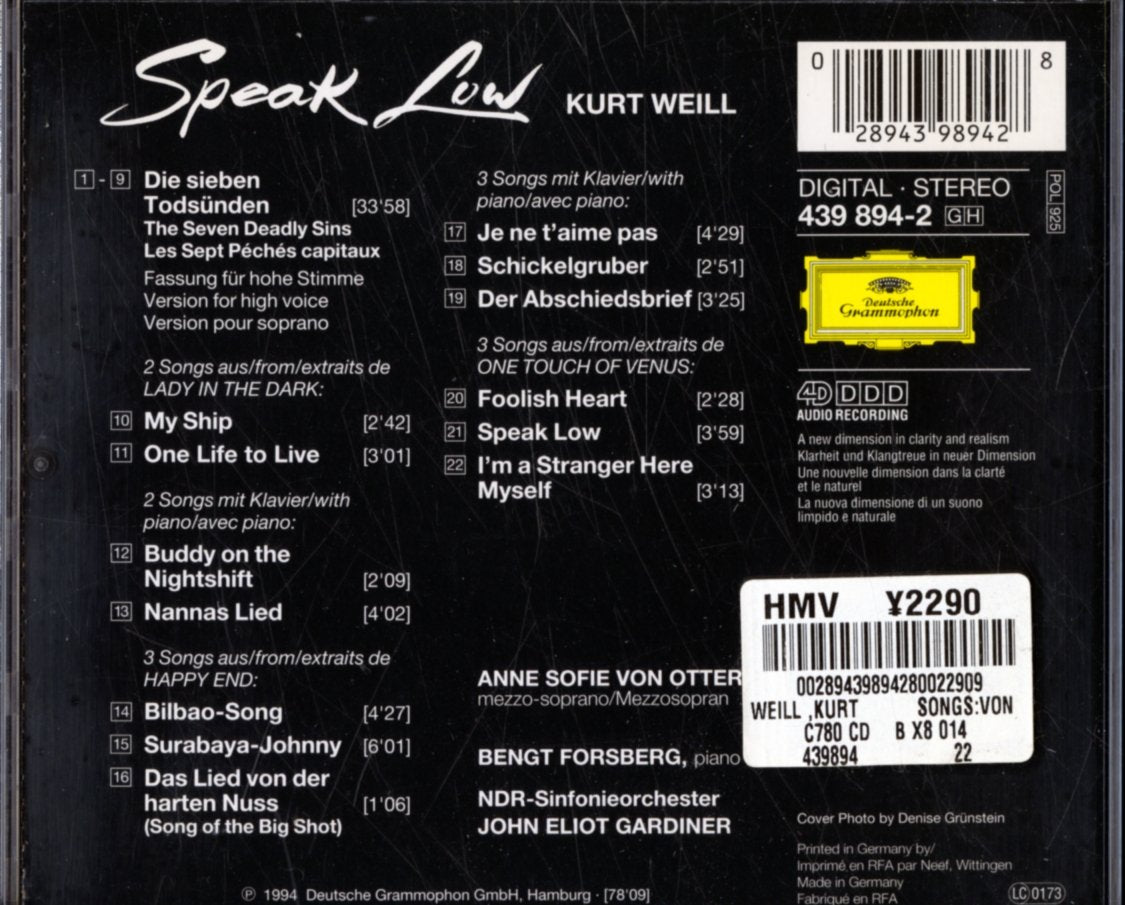 Speak Low KURT WEILL
1 - 9 Die sieben
Todsünden [33'58]
The Seven Deadly Sins
Les Sept Péchés capitaux
Fassung für hohe Stimme
Version for high voice
Version pour soprano
2 Songs aus/from/extraits de
LADY IN THE DARK:
10 My Ship [2'42]
11 One Life to Live [3'01]
2 Songs mit Klavier/with
piano/avec piano:
12 Buddy on the
Nightshift [2'09]
13 Nannas Lied [4'02]
3 Songs aus/from/extraits de
HAPPY END:
14 Bilbao-Song [4'27]
15 Surabaya-Johnny [6'01]
16 Das Lied von der
harten Nuss [1'06]
(Song of the Big Shot)
3 Songs mit Klavier/with
piano/avec piano:
17 Je ne t'aime pas [4'29]
18 Schickelgruber [2'51]
19 Der Abschiedsbrief [3'25]
3 Songs aus/from/extraits de
ONE TOUCH OF VENUS:
20 Foolish Heart [2'28]
21 Speak Low [3'59]
22 I'm a Stranger Here
Myself [3'13]
ANNE SOFIE VON OTTER
mezzo-soprano/Mezzosopran
BENGT FORSBERG, piano
NDR-Sinfonieorchester
JOHN ELIOT GARDINER
℗ 1994 Deutsche Grammophon GmbH, Hamburg · [78'09]
0 28943 98942 8
DIGITAL · STEREO
439 894-2 GH
POL 925
Deutsche
Grammophon
4D DDD
AUDIO RECORDING
A new dimension in clarity and realism
Klarheit und Klangtreue in neuer Dimension
Une nouvelle dimension dans la clarté
et le naturel
La nuova dimensione di un suono
limpido e naturale
HMV ¥2290
00289439894280022909
WEILL ,KURT SONGS:VON
C780 CD B X8 014
439894 22
Cover Photo by Denise Grünstein
Printed in Germany by/
Imprimé en RFA par Neef, Wittingen
Made in Germany
Fabriqué en RFA
LC 0173